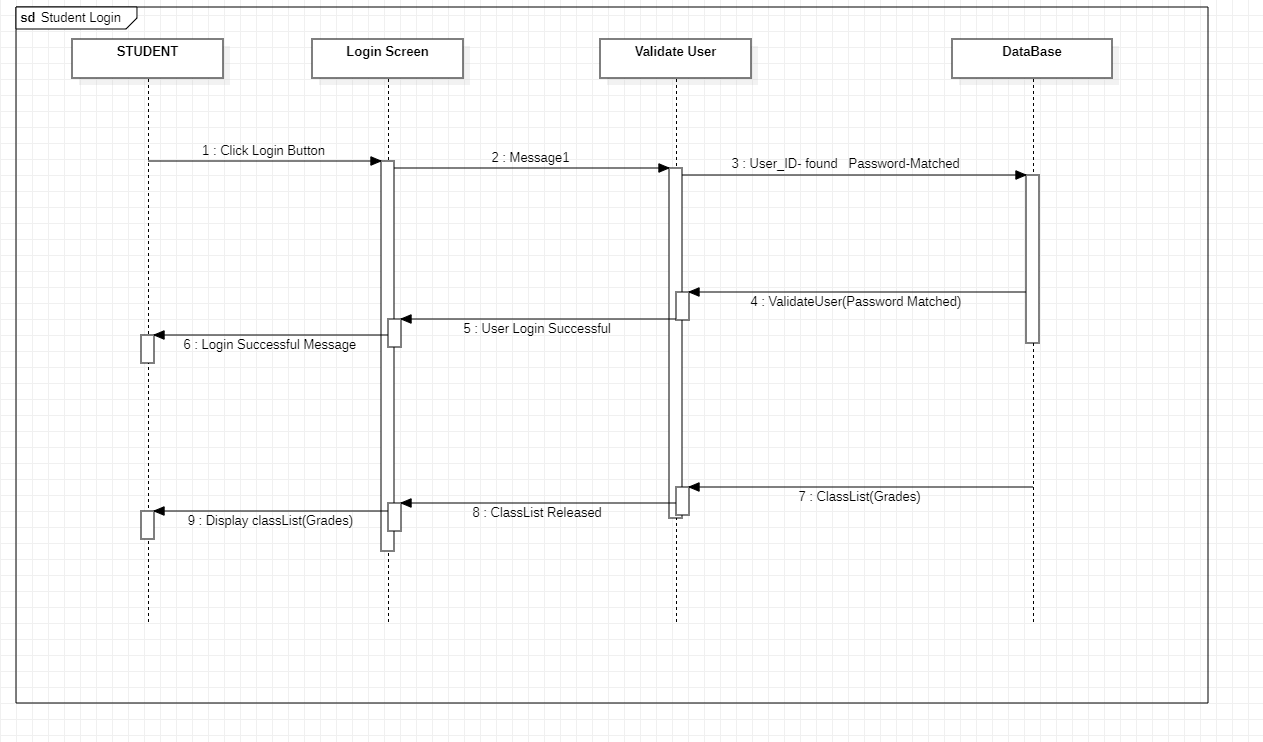 sd Student Login
STUDENT
Login Screen
Validate User
DataBase
1 : Click Login Button
2 : Message1
3 : User_ID- found   Password-Matched
4 : ValidateUser(Password Matched)
5 : User Login Successful
6 : Login Successful Message
7 : ClassList(Grades)
8 : ClassList Released
9 : Display classList(Grades)